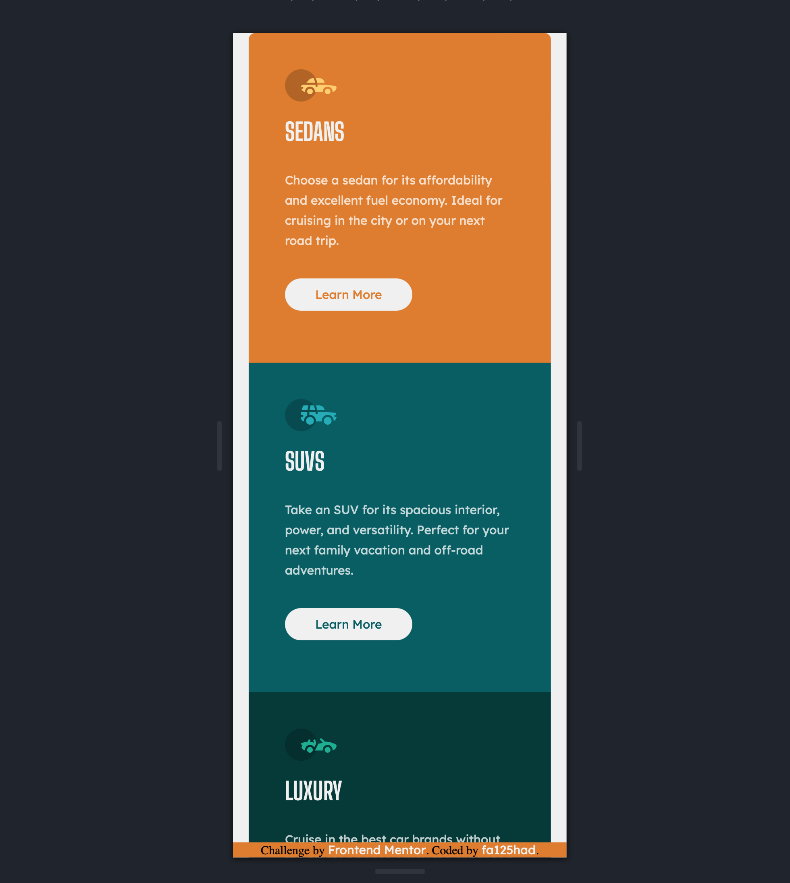 SEDANS
Choose a sedan for its affordability
and excellent fuel economy. Ideal for
cruising in the city or on your next
road trip.
Learn More
SUVS
Take an SUV for its spacious interior,
power, and versatility. Perfect for your
next family vacation and off-road
adventures.
Learn More
LUXURY
Cruise in the best car brands without
Challenge by Frontend Mentor. Coded by fa125had.